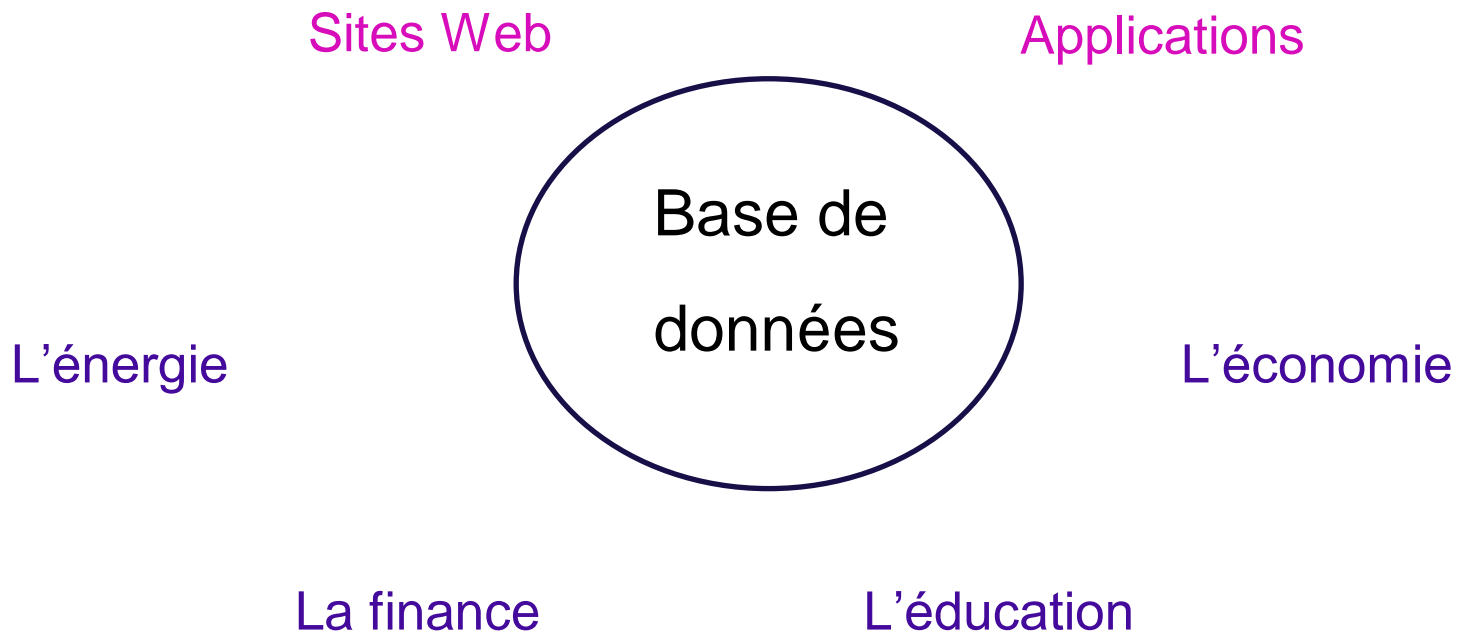 Sites Web
Applications
Base de
données
L’énergie
L’économie
La finance
L’éducation